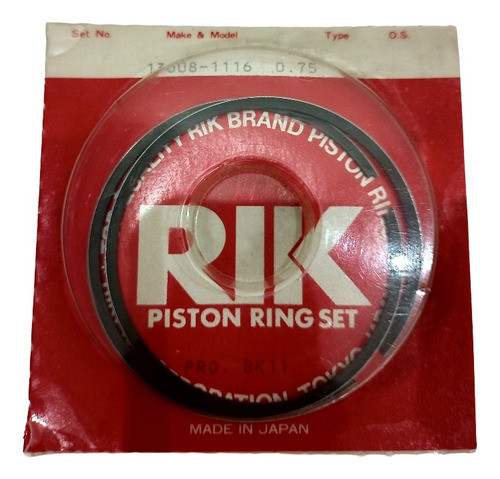 Set No. Make & Model Type O.S.
13008-1116 0.75
RIK BRAND PISTON
RIK
PISTON RING SET
PRO. BK11
TOKYO
MADE IN JAPAN